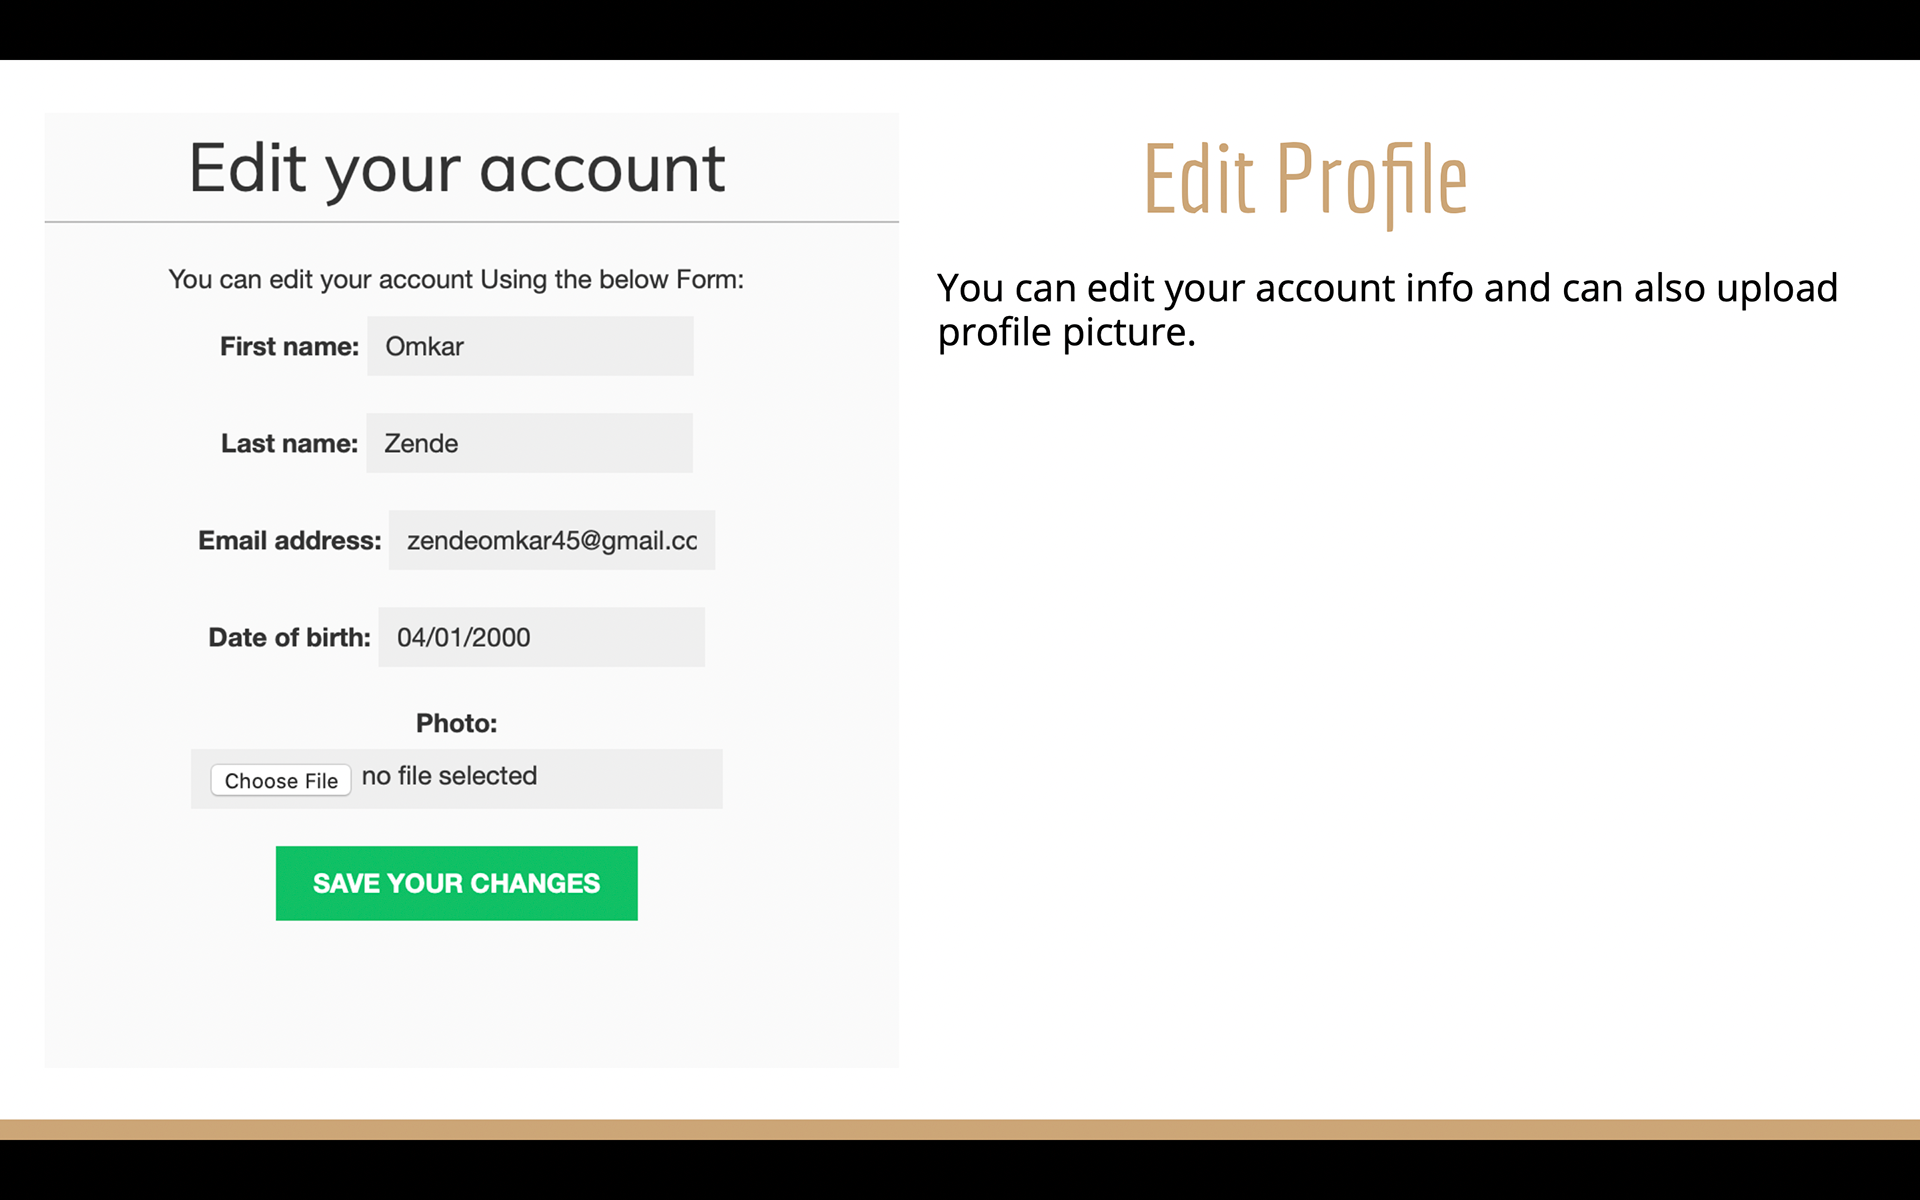 Edit your account
You can edit your account Using the below Form:
First name: Omkar
Last name: Zende
Email address: zendeomkar45@gmail.cc
Date of birth: 04/01/2000
Photo:
Choose File no file selected
SAVE YOUR CHANGES
Edit Profile
You can edit your account info and can also upload
profile picture.